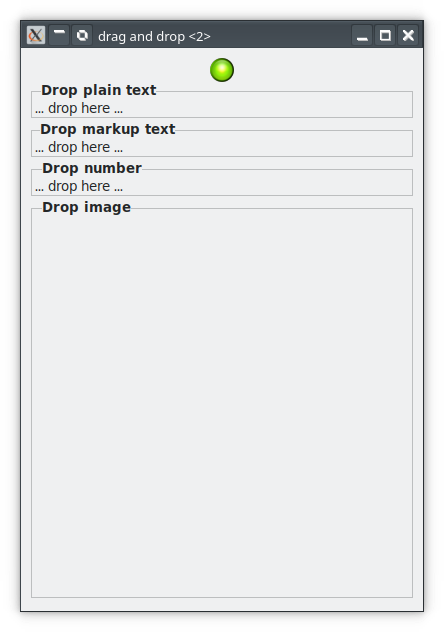 drag and drop <2>
Drop plain text
... drop here ...
Drop markup text
... drop here ...
Drop number
... drop here ...
Drop image